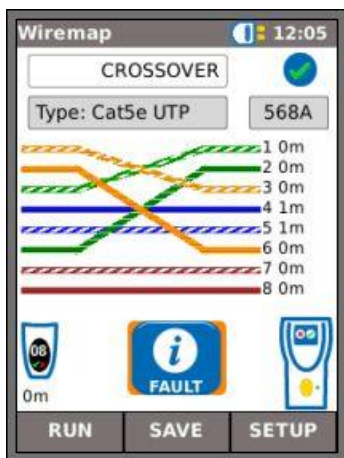 Wiremap 12:05
CROSSOVER
Type: Cat5e UTP 568A
1 0m
2 0m
3 0m
4 1m
5 1m
6 0m
7 0m
8 0m
08
i
0m
FAULT
RUN SAVE SETUP